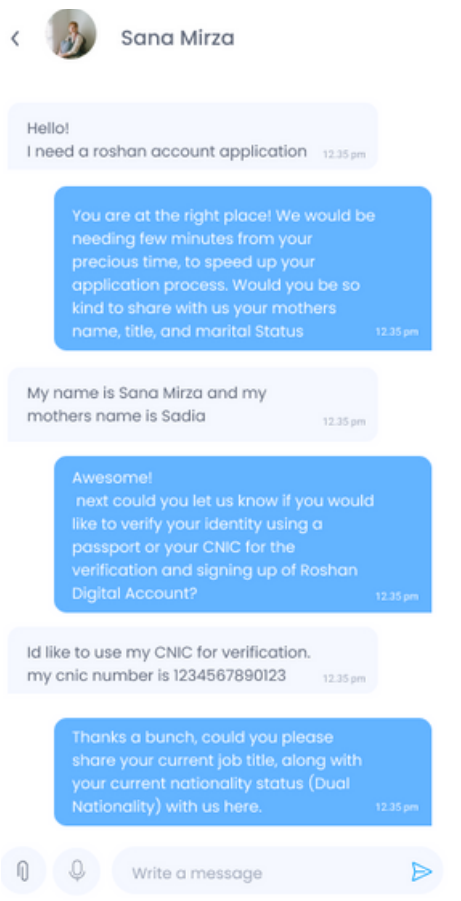 Sana Mirza
Hello!
I need a roshan account application
12.35 pm
You are at the right place! We would be
needing few minutes from your
precious time, to speed up your
application process. Would you be so
kind to share with us your mothers
name, title, and marital Status
12.35 pm
My name is Sana Mirza and my
mothers name is Sadia
12.35 pm
Awesome!
next could you let us know if you would
like to verify your identity using a
passport or your CNIC for the
verification and signing up of Roshan
Digital Account?
12.35 pm
Id like to use my CNIC for verification.
my cnic number is 1234567890123
12.35 pm
Thanks a bunch, could you please
share your current job title, along with
your current nationality status (Dual
Nationality) with us here.
12.35 pm
Write a message